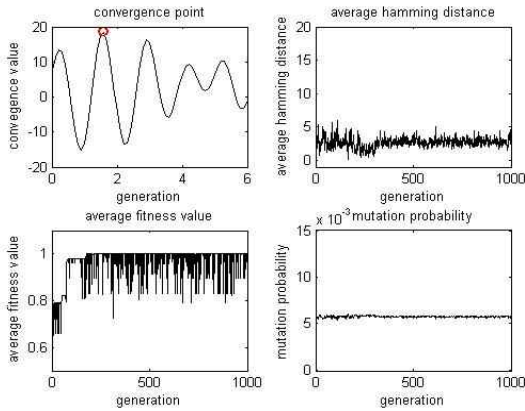 convergence point
20
10
0
-10
-20
convegence value
0
2
4
6
generation
average hamming distance
20
15
10
5
0
average hamming distance
0
500
1000
generation
average fitness value
1
0.8
0.6
average fitness value
0
500
1000
generation
x 10-3 mutation probability
15
10
5
0
mutation probability
0
500
1000
generation